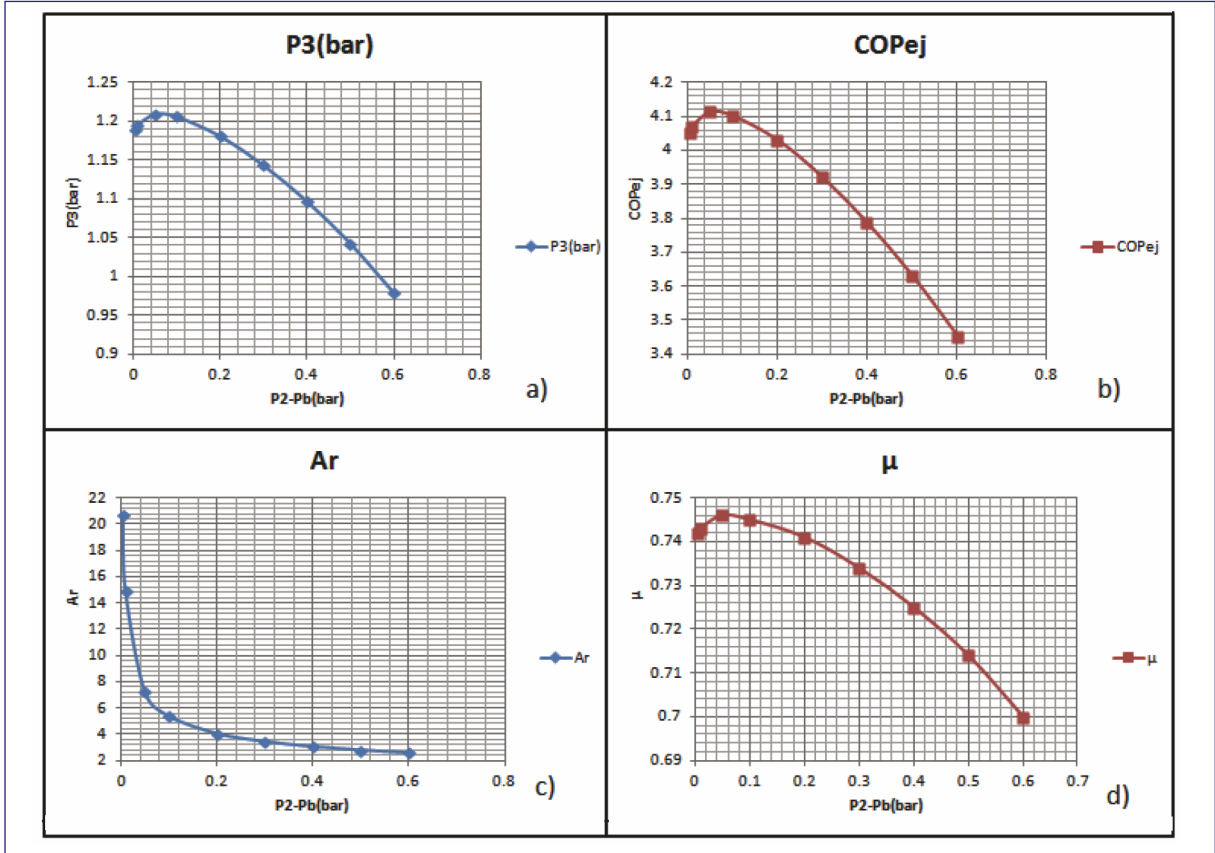 P3(bar)
1.25
1.2
1.15
1.1
1.05
1
0.95
0.9
P3(bar)
0 0.2 0.4 0.6 0.8
P2-Pb(bar)
P3(bar)
a)
COPej
4.2
4.1
4
3.9
3.8
3.7
3.6
3.5
3.4
COPej
0 0.2 0.4 0.6 0.8
P2-Pb(bar)
COPej
b)
Ar
22
20
18
16
14
12
10
8
6
4
2
Ar
0 0.2 0.4 0.6 0.8
P2-Pb(bar)
Ar
c)
µ
0.75
0.74
0.73
0.72
0.71
0.7
0.69
µ
0 0.1 0.2 0.3 0.4 0.5 0.6 0.7
P2-Pb(bar)
µ
d)